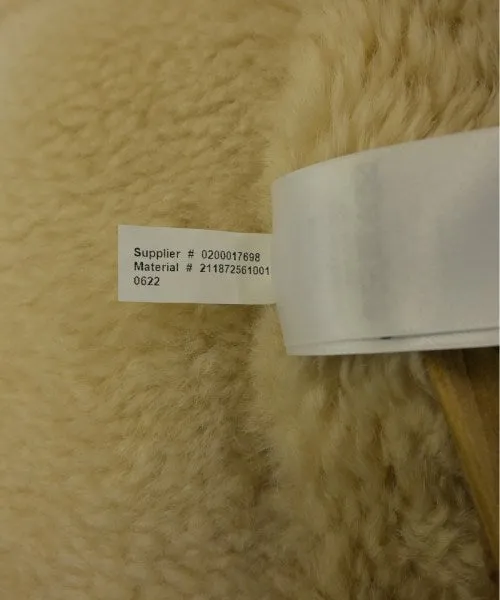 Supplier # 0200017698
Material # 211872561001
0622